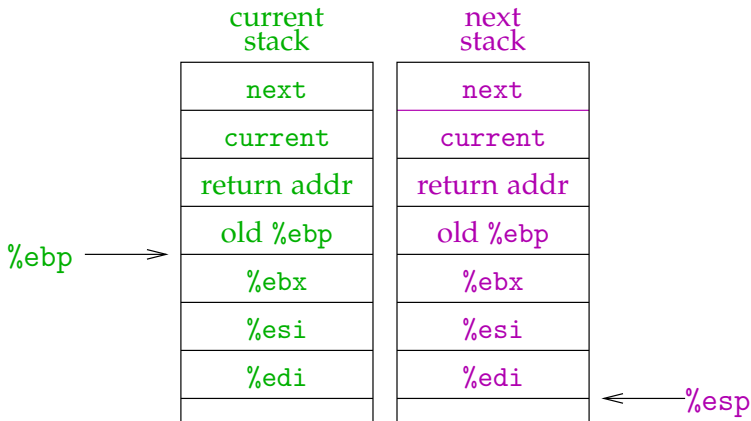 current
stack
next
stack
next
next
current
current
return addr
return addr
old %ebp
old %ebp
%ebp
%ebx
%ebx
%esi
%esi
%edi
%edi
%esp